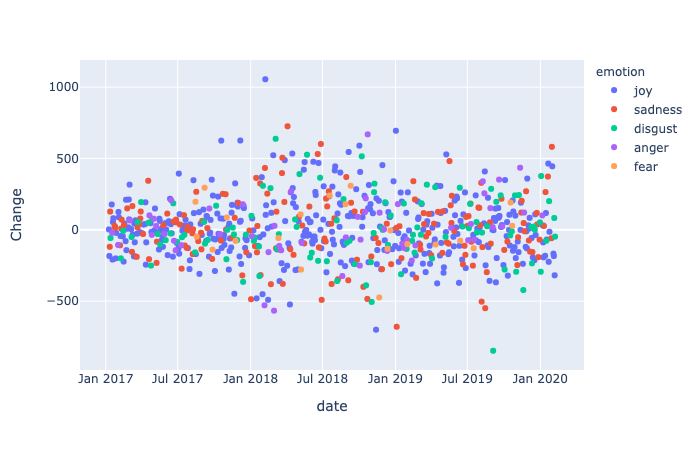 emotion
joy
sadness
disgust
anger
fear
Change
1000
500
0
−500
Jan 2017
Jul 2017
Jan 2018
Jul 2018
Jan 2019
Jul 2019
Jan 2020
date